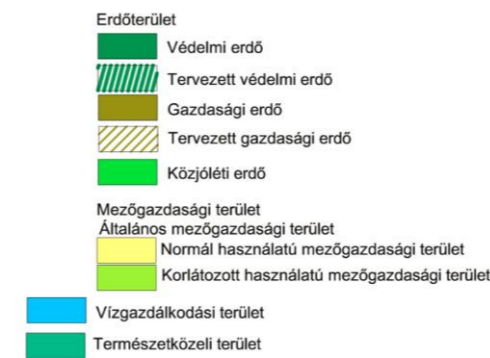 Erdőterület
Védelmi erdő
Tervezett védelmi erdő
Gazdasági erdő
Tervezett gazdasági erdő
Közjóléti erdő
Mezőgazdasági terület
Általános mezőgazdasági terület
Normál használatú mezőgazdasági terület
Korlátozott használatú mezőgazdasági terület
Vízgazdálkodási terület
Természetközeli terület